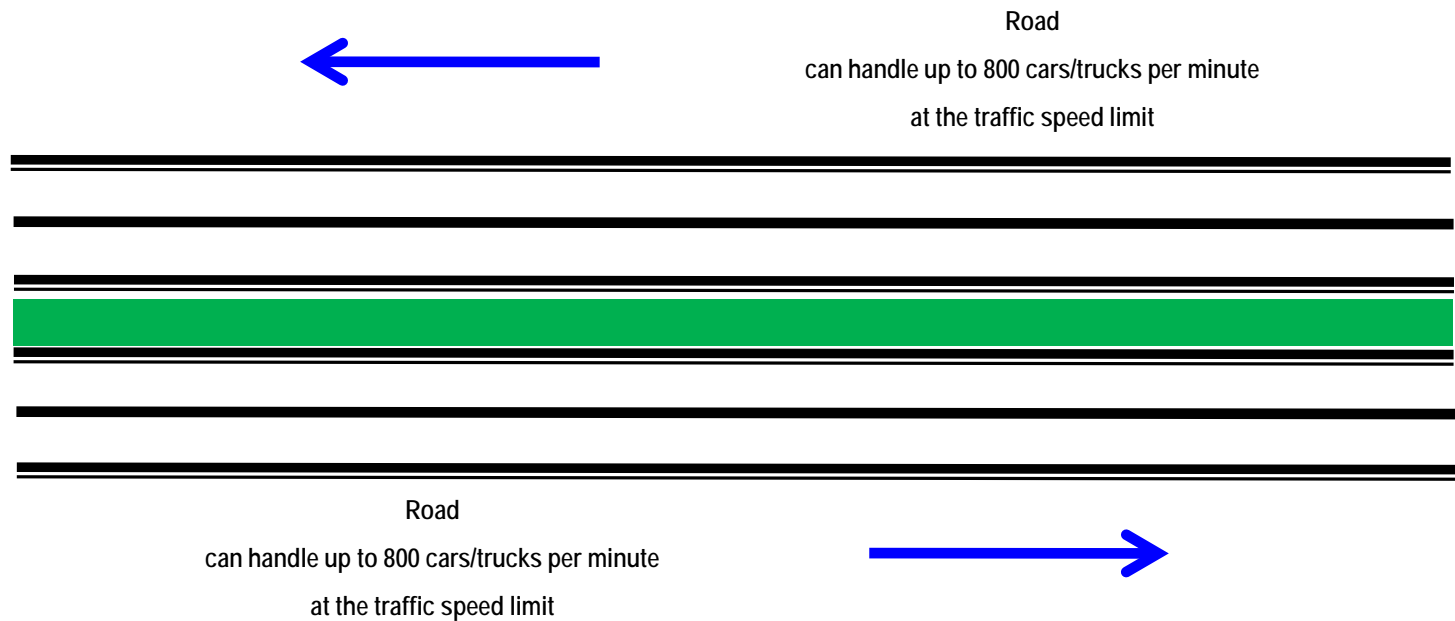 Road
can handle up to 800 cars/trucks per minute
at the traffic speed limit
Road
can handle up to 800 cars/trucks per minute
at the traffic speed limit